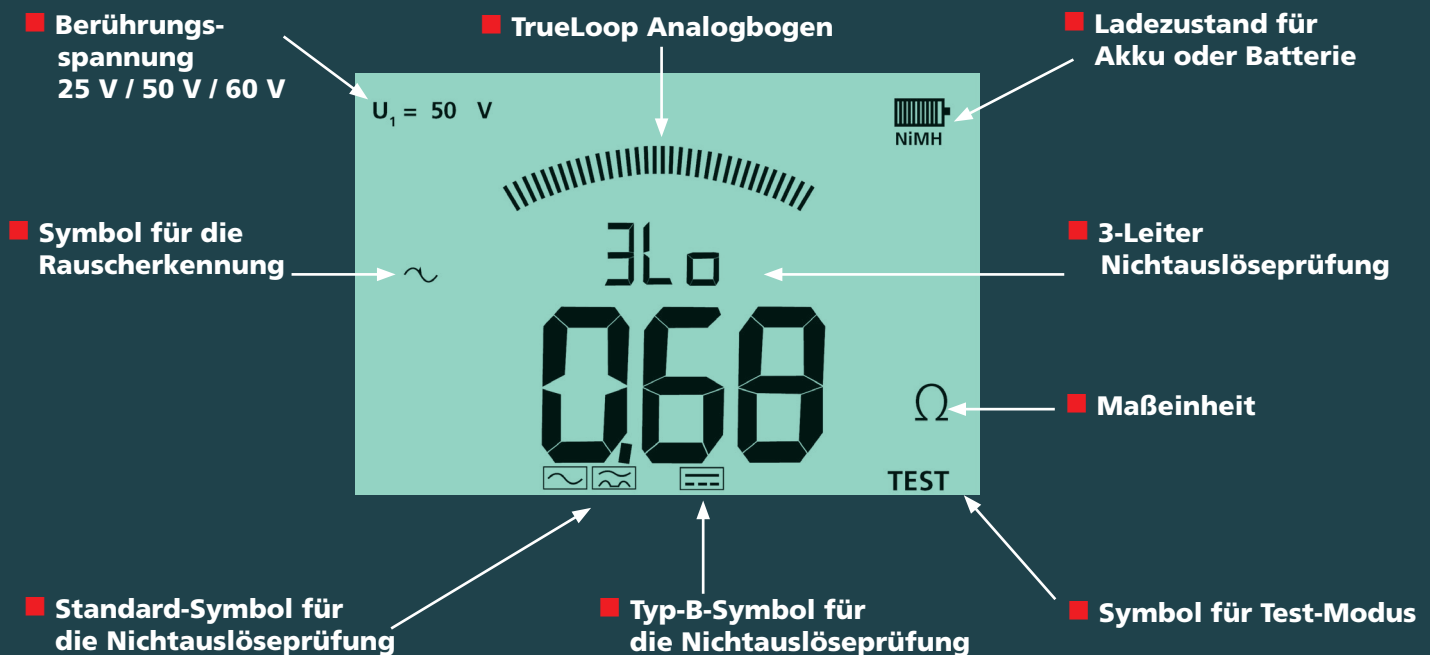 Berührungs-
spannung
25 V / 50 V / 60 V
TrueLoop Analogbogen
Ladezustand für
Akku oder Batterie
U₁ = 50 V
NiMH
Symbol für die
Rauscherkennung
3Lo
3-Leiter
Nichtauslöseprüfung
0.68
Ω
Maßeinheit
TEST
Standard-Symbol für
die Nichtauslöseprüfung
Typ-B-Symbol für
die Nichtauslöseprüfung
Symbol für Test-Modus